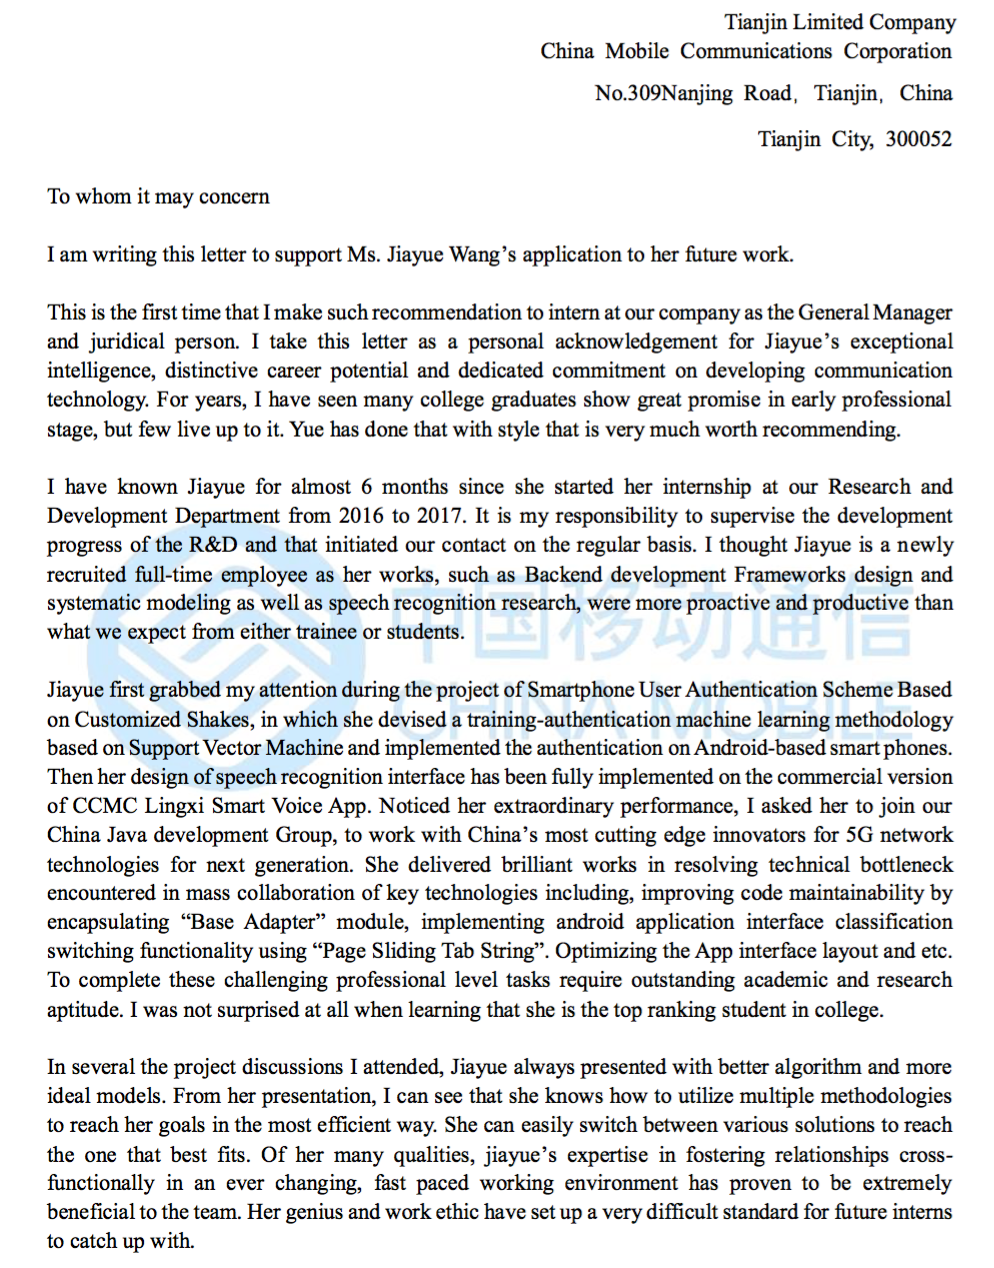 Tianjin Limited Company
China Mobile Communications Corporation
No.309Nanjing Road, Tianjin, China
Tianjin City, 300052
To whom it may concern
I am writing this letter to support Ms. Jiayue Wang’s application to her future work.
This is the first time that I make such recommendation to intern at our company as the General Manager
and juridical person. I take this letter as a personal acknowledgement for Jiayue’s exceptional
intelligence, distinctive career potential and dedicated commitment on developing communication
technology. For years, I have seen many college graduates show great promise in early professional
stage, but few live up to it. Yue has done that with style that is very much worth recommending.
I have known Jiayue for almost 6 months since she started her internship at our Research and
Development Department from 2016 to 2017. It is my responsibility to supervise the development
progress of the R&D and that initiated our contact on the regular basis. I thought Jiayue is a newly
recruited full-time employee as her works, such as Backend development Frameworks design and
systematic modeling as well as speech recognition research, were more proactive and productive than
what we expect from either trainee or students.
中国移动通信
CHINA MOBILE
Jiayue first grabbed my attention during the project of Smartphone User Authentication Scheme Based
on Customized Shakes, in which she devised a training-authentication machine learning methodology
based on Support Vector Machine and implemented the authentication on Android-based smart phones.
Then her design of speech recognition interface has been fully implemented on the commercial version
of CCMC Lingxi Smart Voice App. Noticed her extraordinary performance, I asked her to join our
China Java development Group, to work with China’s most cutting edge innovators for 5G network
technologies for next generation. She delivered brilliant works in resolving technical bottleneck
encountered in mass collaboration of key technologies including, improving code maintainability by
encapsulating “Base Adapter” module, implementing android application interface classification
switching functionality using “Page Sliding Tab String”. Optimizing the App interface layout and etc.
To complete these challenging professional level tasks require outstanding academic and research
aptitude. I was not surprised at all when learning that she is the top ranking student in college.
In several the project discussions I attended, Jiayue always presented with better algorithm and more
ideal models. From her presentation, I can see that she knows how to utilize multiple methodologies
to reach her goals in the most efficient way. She can easily switch between various solutions to reach
the one that best fits. Of her many qualities, jiayue’s expertise in fostering relationships cross-
functionally in an ever changing, fast paced working environment has proven to be extremely
beneficial to the team. Her genius and work ethic have set up a very difficult standard for future interns
to catch up with.